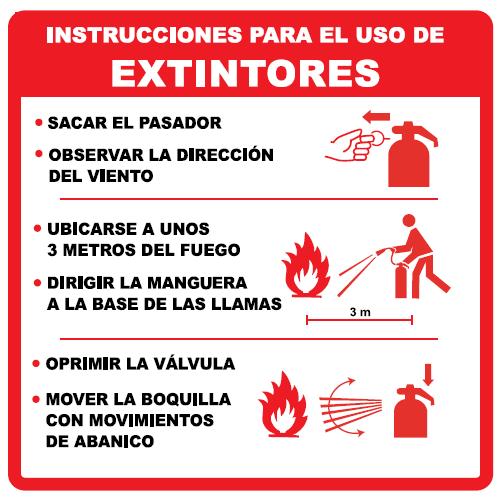 INSTRUCCIONES PARA EL USO DE
EXTINTORES
• SACAR EL PASADOR
• OBSERVAR LA DIRECCIÓN
DEL VIENTO
• UBICARSE A UNOS
3 METROS DEL FUEGO
• DIRIGIR LA MANGUERA
A LA BASE DE LAS LLAMAS
3 m
• OPRIMIR LA VÁLVULA
• MOVER LA BOQUILLA
CON MOVIMIENTOS
DE ABANICO